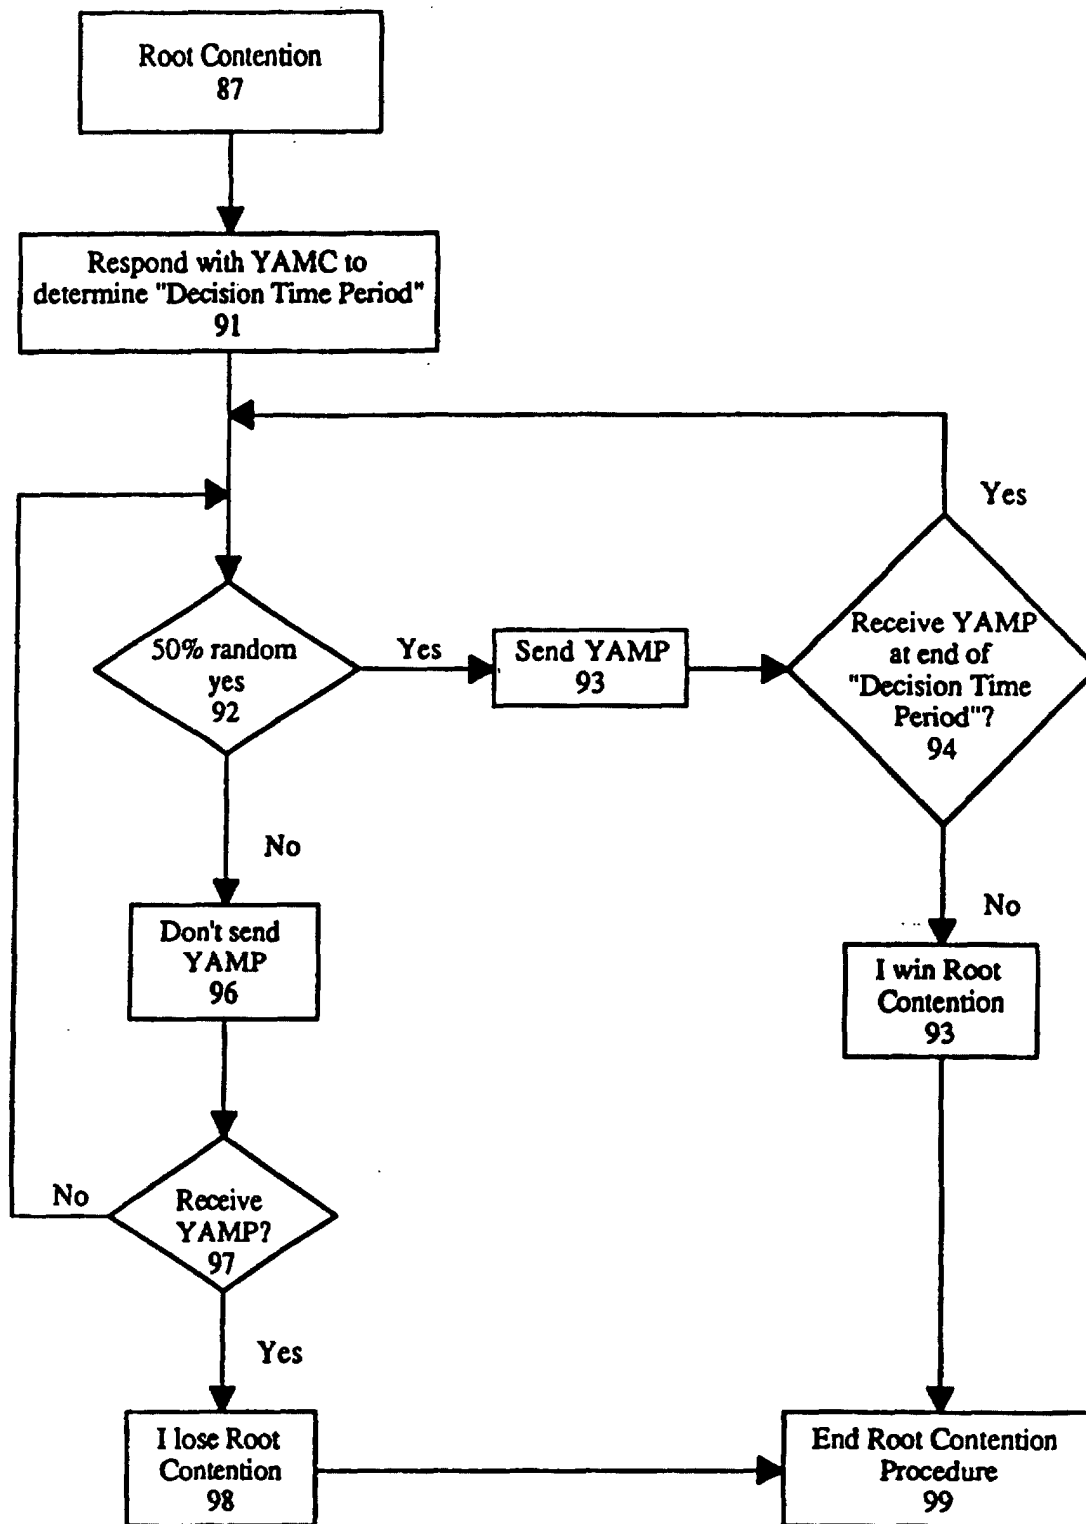 Root Contention
87
Respond with YAMC to
determine "Decision Time Period"
91
Yes
50% random
yes
92
Yes
Send YAMP
93
Receive YAMP
at end of
"Decision Time
Period"?
94
No
Don't send
YAMP
96
No
I win Root
Contention
93
No
Receive
YAMP?
97
Yes
I lose Root
Contention
98
End Root Contention
Procedure
99